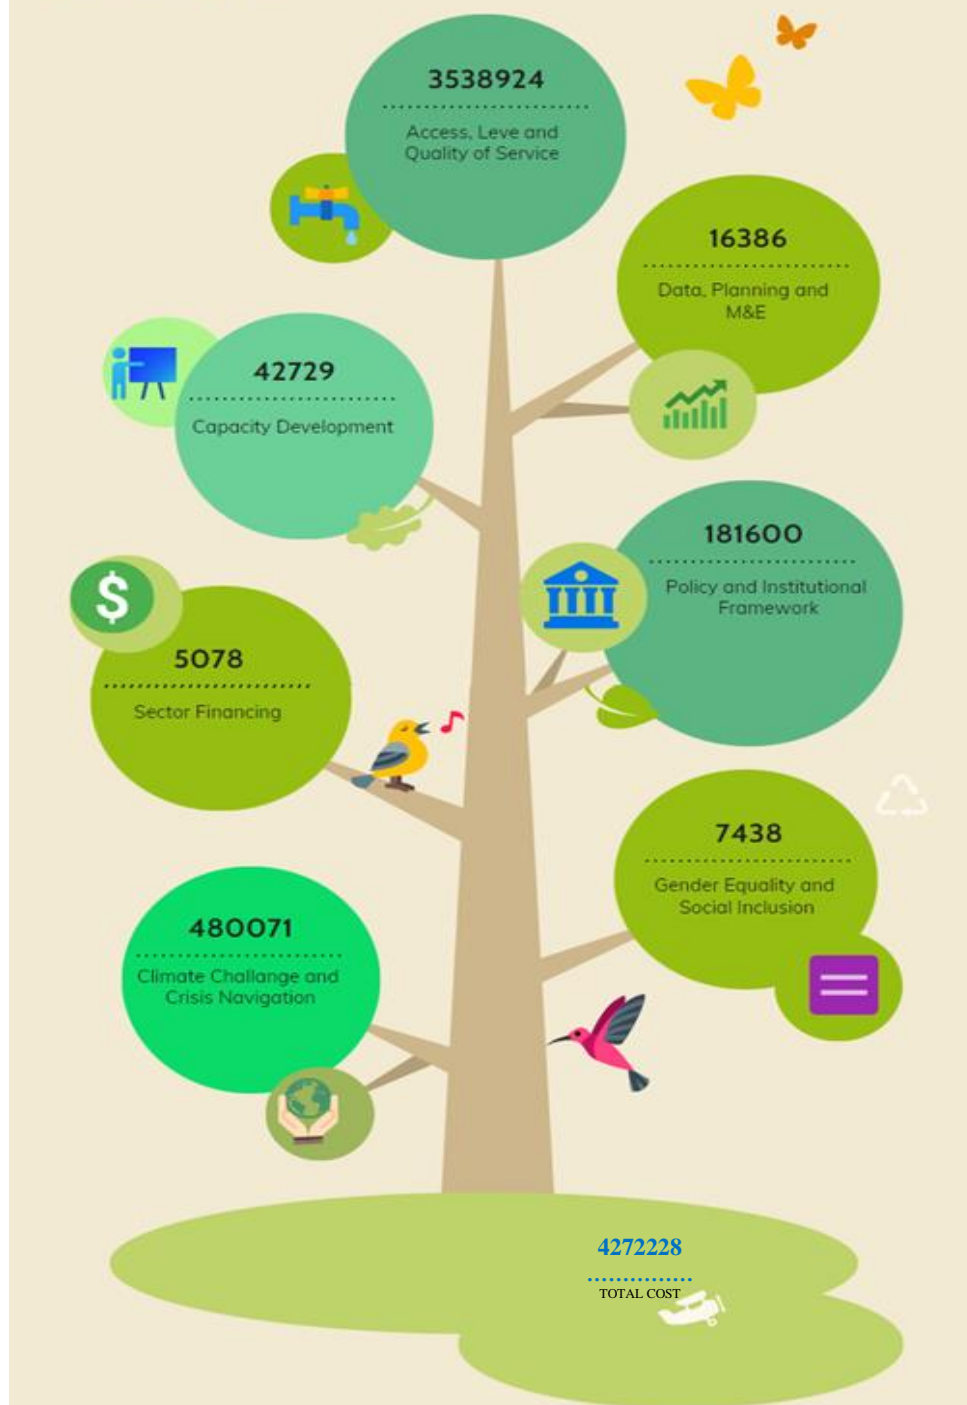 3538924
Access, Leve and
Quality of Service
16386
Data, Planning and
M&E
42729
Capacity Development
181600
Policy and Institutional
Framework
$
5078
Sector Financing
7438
Gender Equality and
Social Inclusion
480071
Climate Challange and
Crisis Navigation
4272228
TOTAL COST